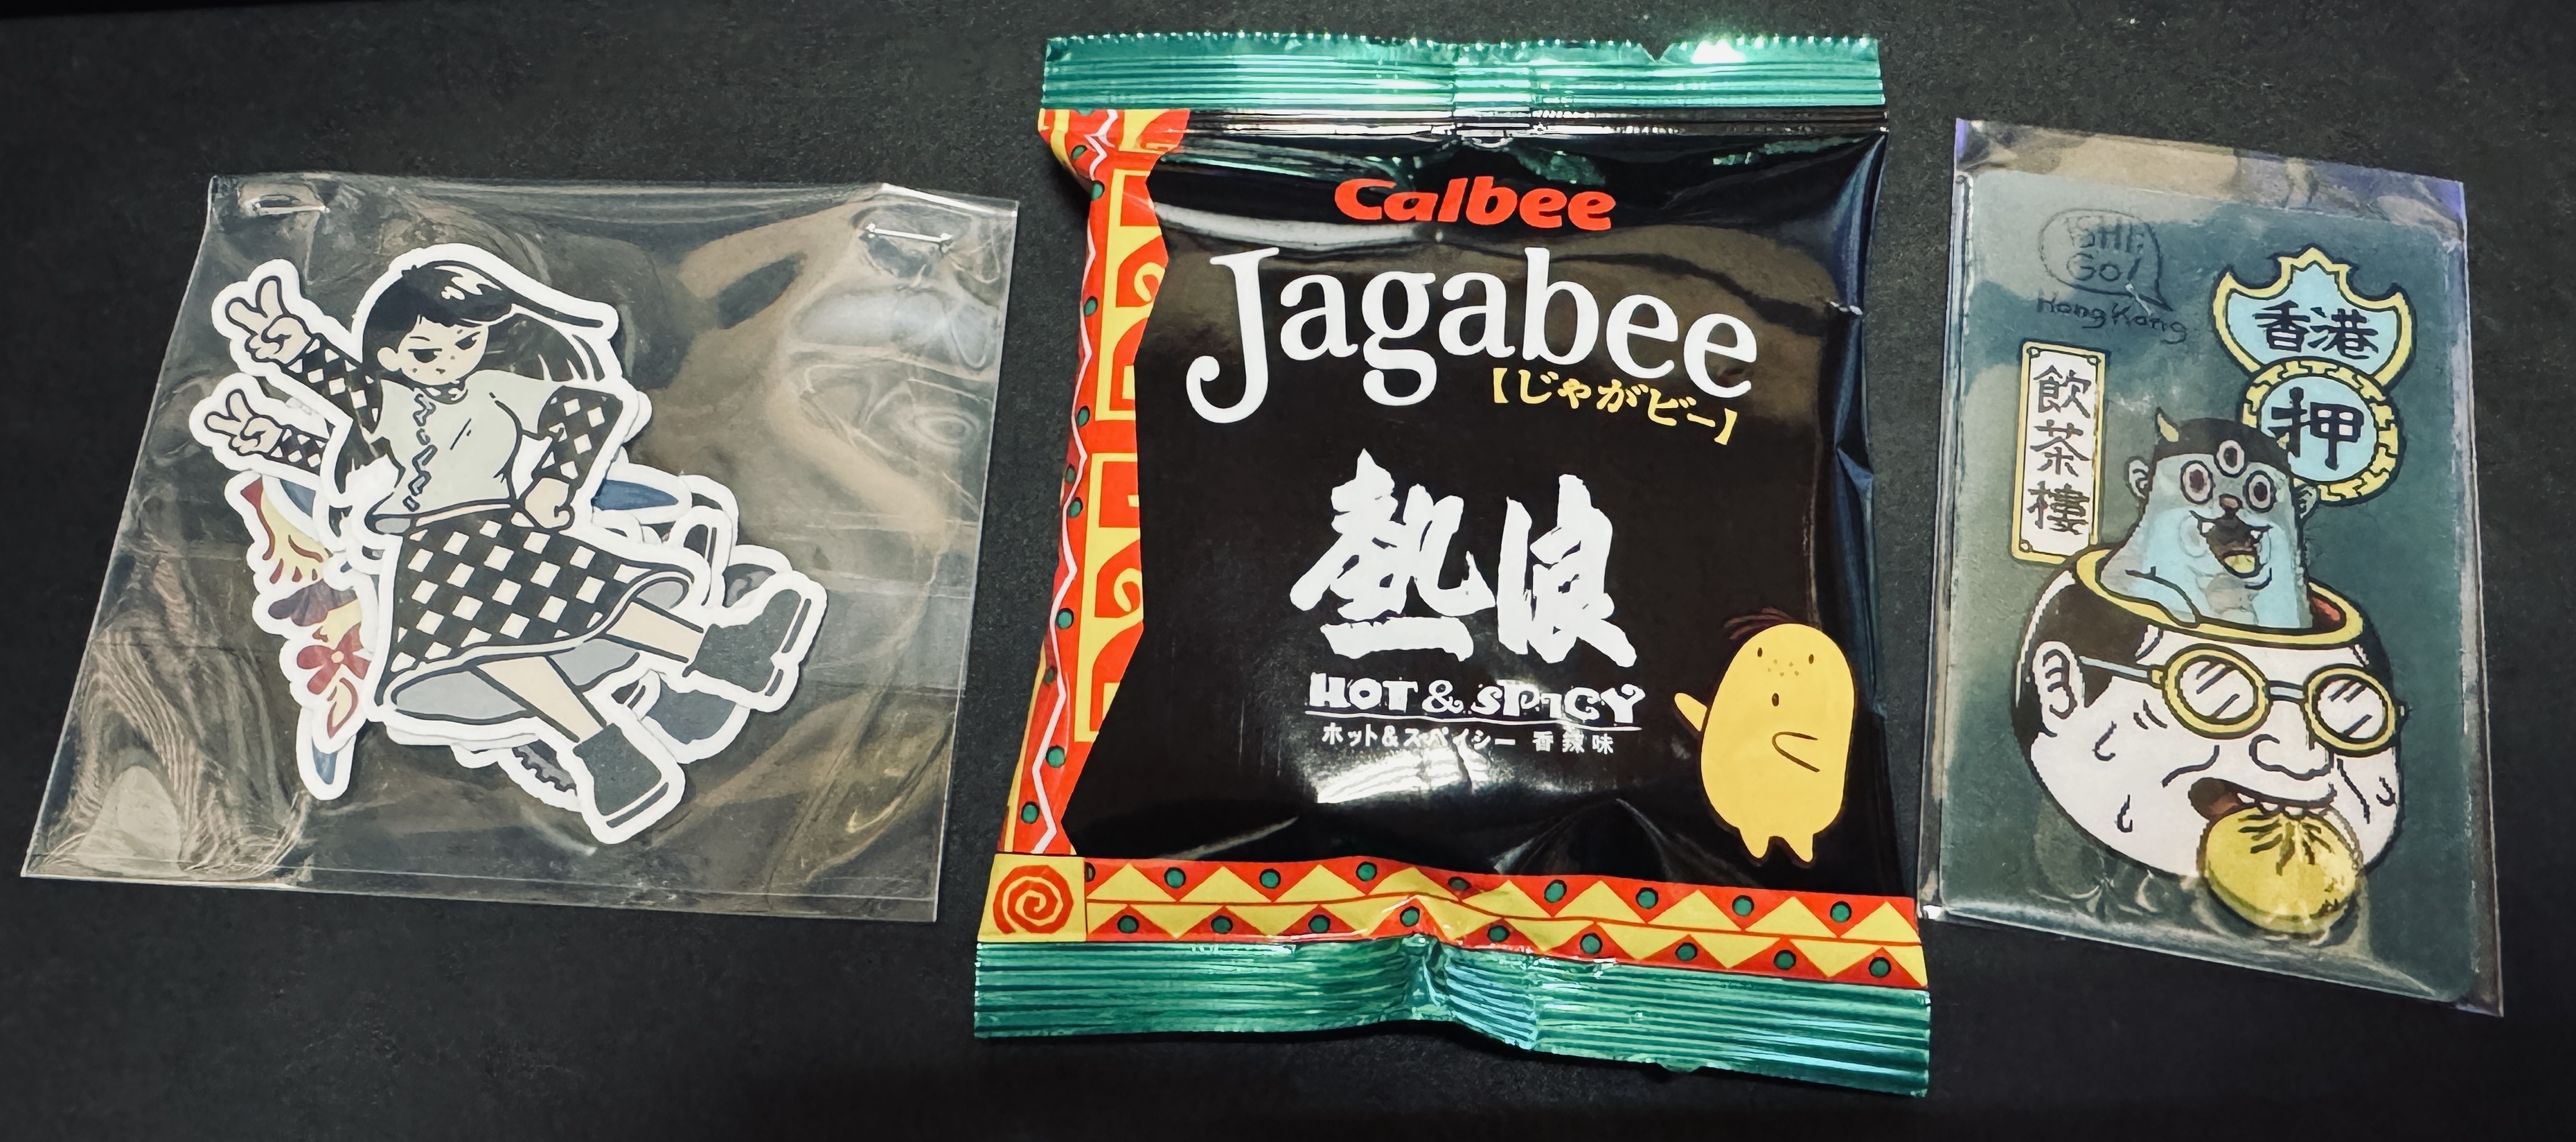 Calbee
Jagabee
【じゃがビー】
熱浪
HOT & SPICY
ホット&スパイシー 香辣味
GO!
Hong Kong
香港
押
飲茶樓